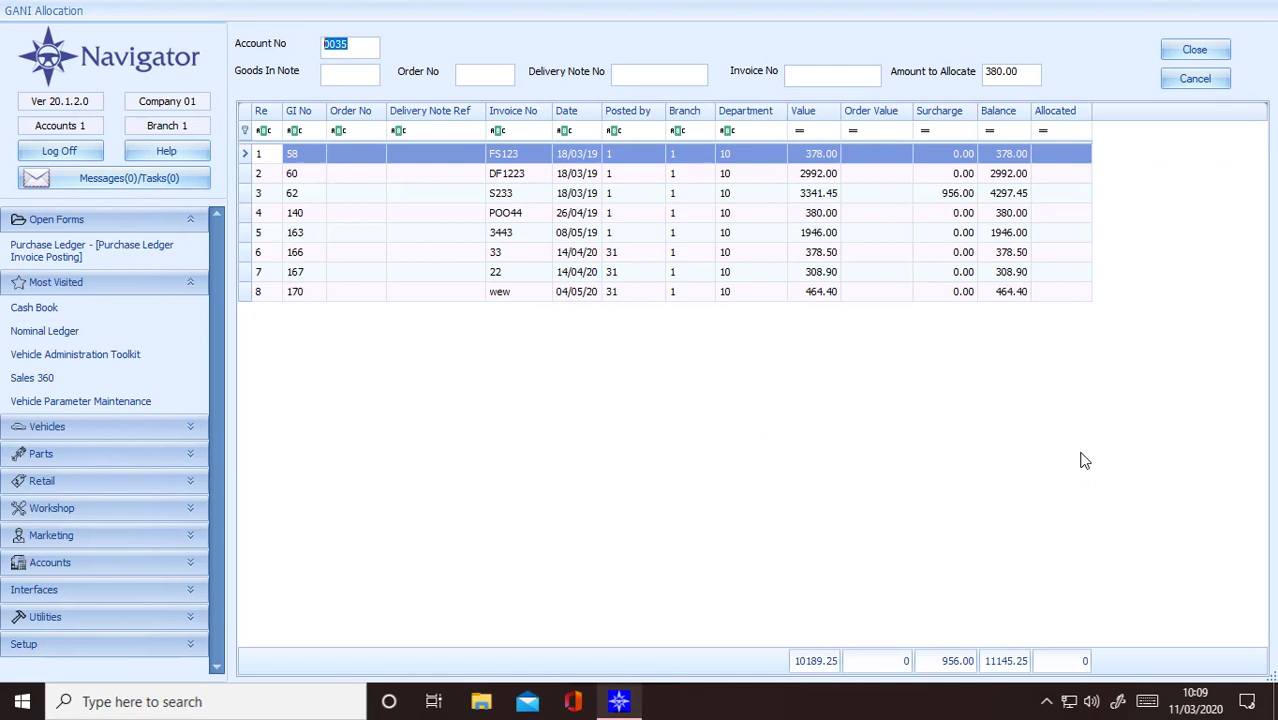 GANI Allocation
Navigator
Ver 20.1.2.0 Company 01
Accounts 1 Branch 1
Log Off Help
Messages(0)/Tasks(0)
Open Forms
Purchase Ledger - [Purchase Ledger
Invoice Posting]
Most Visited
Cash Book
Nominal Ledger
Vehicle Administration Toolkit
Sales 360
Vehicle Parameter Maintenance
Vehicles
Parts
Retail
Workshop
Marketing
Accounts
Interfaces
Utilities
Setup
Account No 0035 Close
Goods In Note Order No Delivery Note No Invoice No Amount to Allocate 380.00 Cancel
Re GI No Order No Delivery Note Ref Invoice No Date Posted by Branch Department Value Order Value Surcharge Balance Allocated
1 58 FS123 18/03/19 1 1 10 378.00 0.00 378.00
2 60 DF1223 18/03/19 1 1 10 2992.00 0.00 2992.00
3 62 S233 18/03/19 1 1 10 3341.45 956.00 4297.45
4 140 POO44 26/04/19 1 1 10 380.00 0.00 380.00
5 163 3443 08/05/19 1 1 10 1946.00 0.00 1946.00
6 166 33 14/04/20 31 1 10 378.50 0.00 378.50
7 167 22 14/04/20 31 1 10 308.90 0.00 308.90
8 170 wew 04/05/20 31 1 10 464.40 0.00 464.40
10189.25 0 956.00 11145.25 0
Type here to search
10:09
11/03/2020